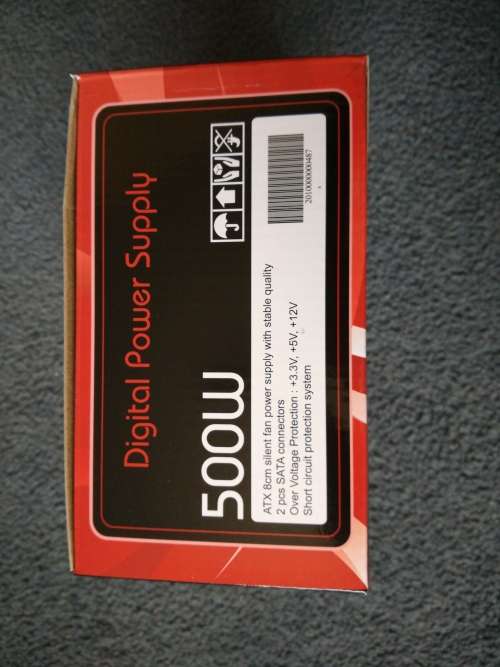 Digital Power Supply
500W
ATX 8cm silent fan power supply with stable quality
2 pcs SATA connectors
Over Voltage Protection : +3.3V, +5V, +12V
Short circuit protection system
2010000000487